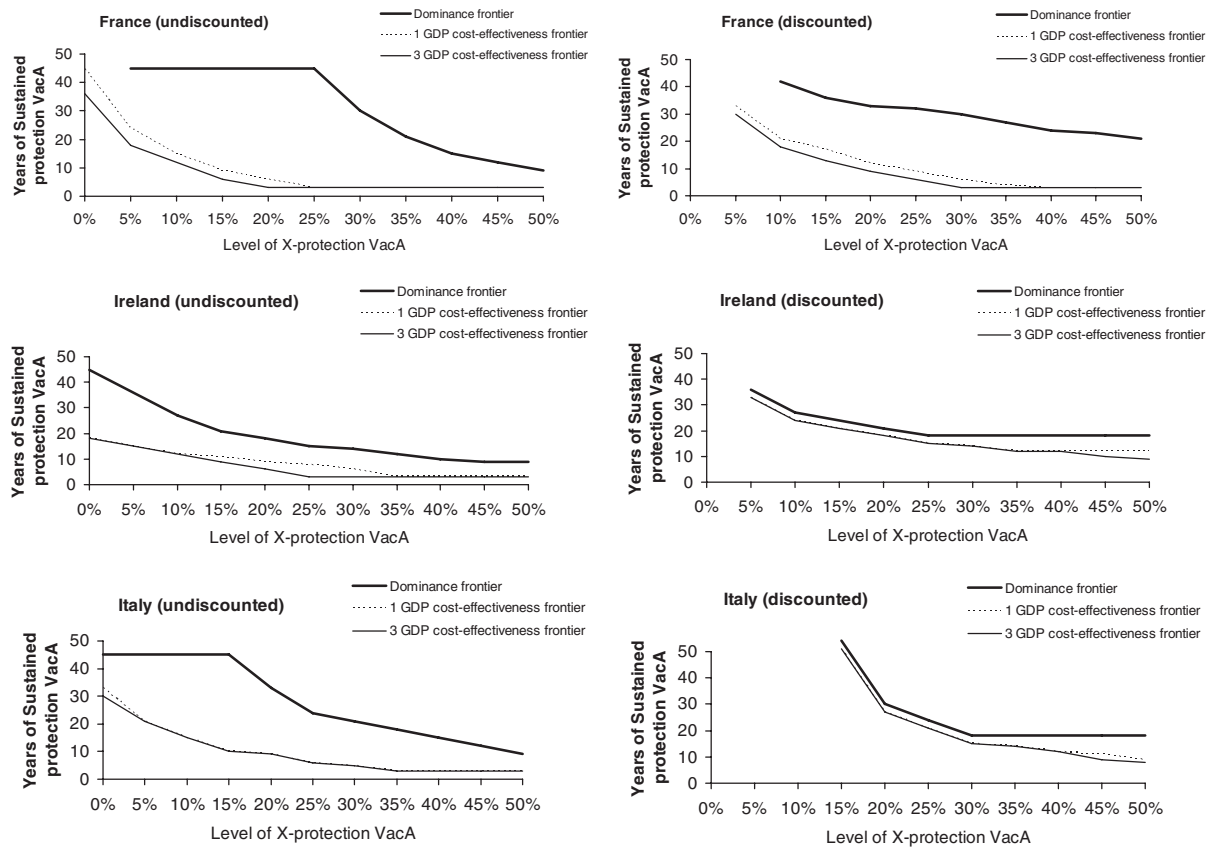 France (undiscounted)
Dominance frontier
1 GDP cost-effectiveness frontier
3 GDP cost-effectiveness frontier
Years of Sustained
protection VacA
50
40
30
20
10
0
0% 5% 10% 15% 20% 25% 30% 35% 40% 45% 50%
Level of X-protection VacA
France (discounted)
Dominance frontier
1 GDP cost-effectiveness frontier
3 GDP cost-effectiveness frontier
Years of Sustained
protection VacA
50
40
30
20
10
0
0% 5% 10% 15% 20% 25% 30% 35% 40% 45% 50%
Level of X-protection VacA
Ireland (undiscounted)
Dominance frontier
1 GDP cost-effectiveness frontier
3 GDP cost-effectiveness frontier
Years of Sustained
protection VacA
50
40
30
20
10
0
0% 5% 10% 15% 20% 25% 30% 35% 40% 45% 50%
Level of X-protection VacA
Ireland (discounted)
Dominance frontier
1 GDP cost-effectiveness frontier
3 GDP cost-effectiveness frontier
Years of Sustained
protection VacA
50
40
30
20
10
0
0% 5% 10% 15% 20% 25% 30% 35% 40% 45% 50%
Level of X-protection VacA
Italy (undiscounted)
Dominance frontier
1 GDP cost-effectiveness frontier
3 GDP cost-effectiveness frontier
Years of Sustained
protection VacA
50
40
30
20
10
0
0% 5% 10% 15% 20% 25% 30% 35% 40% 45% 50%
Level of X-protection VacA
Italy (discounted)
Dominance frontier
1 GDP cost-effectiveness frontier
3 GDP cost-effectiveness frontier
Years of Sustained
protection VacA
50
40
30
20
10
0
0% 5% 10% 15% 20% 25% 30% 35% 40% 45% 50%
Level of X-protection VacA